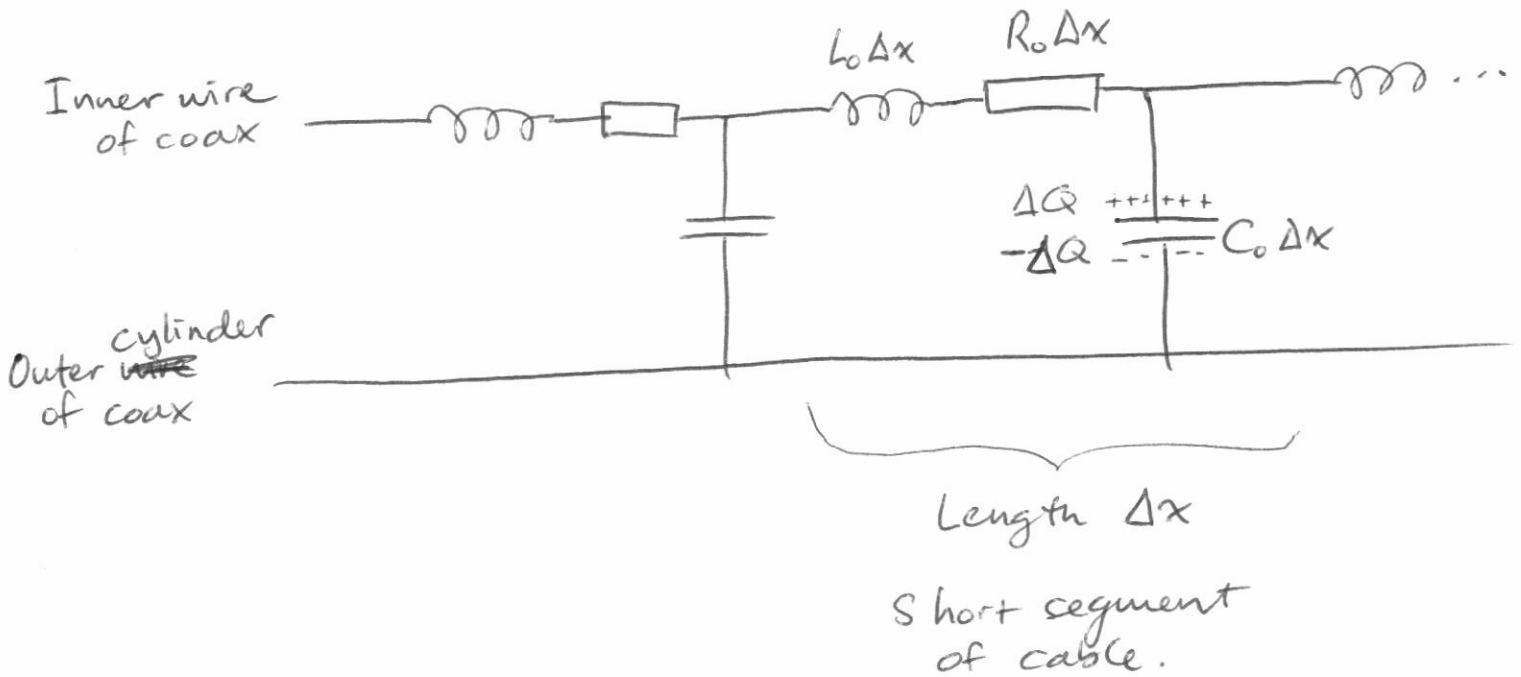 L₀Δx
R₀Δx
Inner wire
of coax
...
ΔQ ++++++
-ΔQ ----
C₀Δx
cylinder
Outer
of coax
Length Δx
Short segment
of cable.